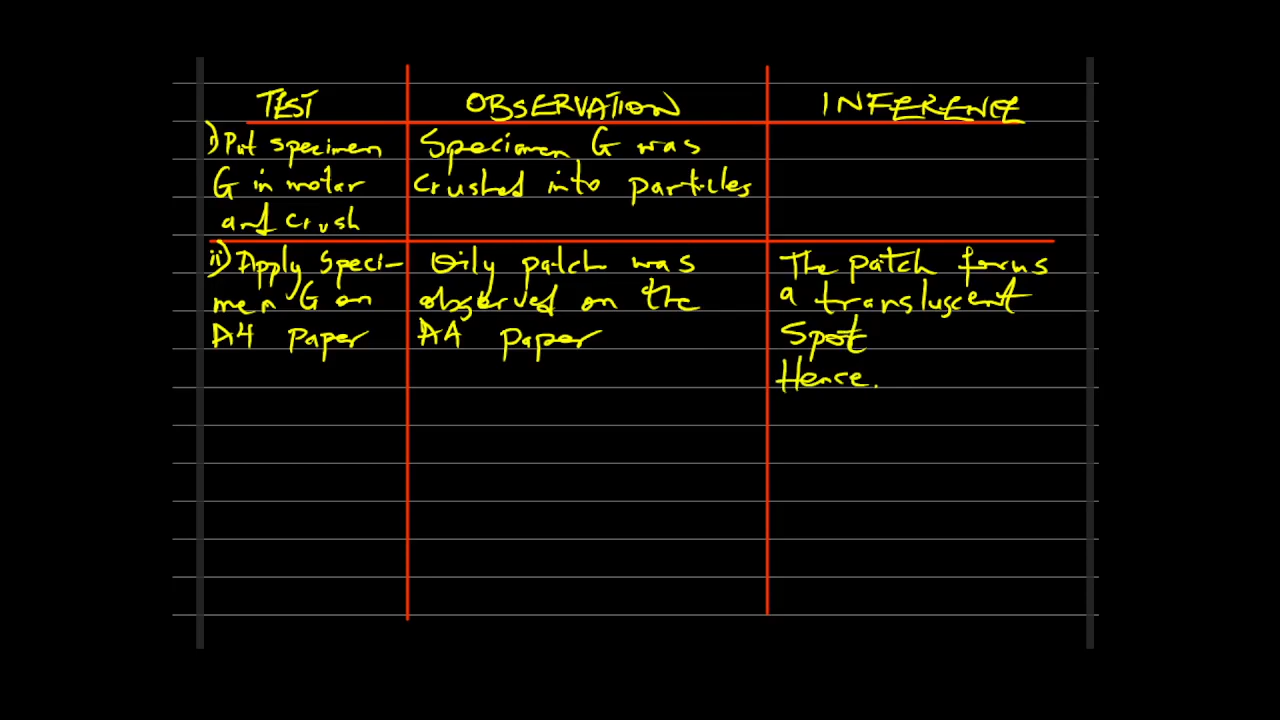 TEST OBSERVATION INFERENCE
i) Put specimen
G in motar
and crush
Specimen G was
crushed into particles
ii) Apply Speci-
men G on
A4 paper
Oily patch was
observed on the
A4 paper
The patch forms
a transluscent
Spot
Hence.